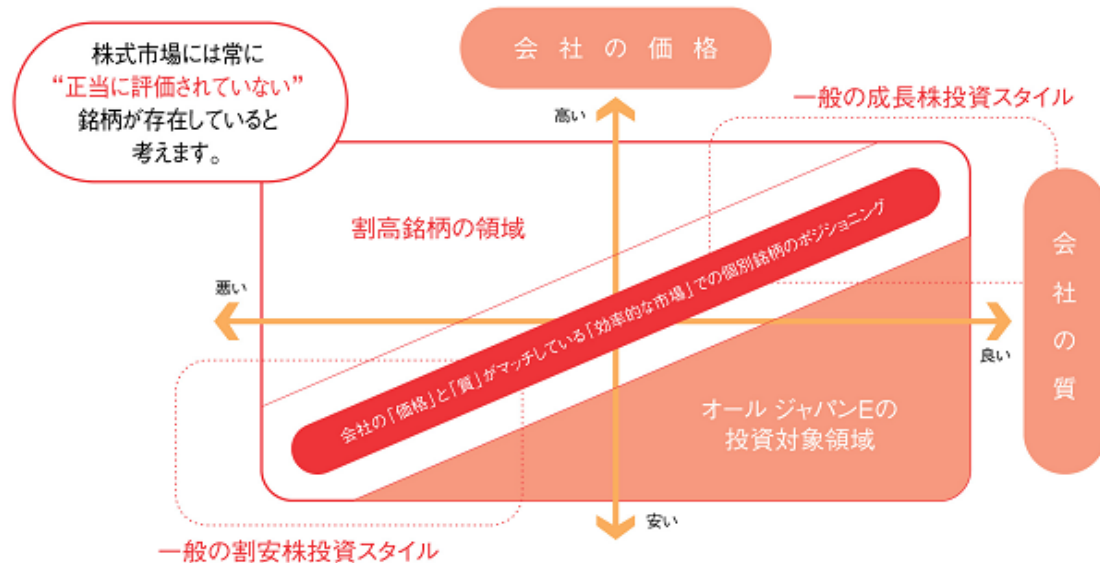 株式市場には常に
“正当に評価されていない”
銘柄が存在していると
考えます。
会社の価格
高い
一般の成長株投資スタイル
割高銘柄の領域
会社の「価格」と「質」がマッチしている「効率的な市場」での個別銘柄のポジショニング
悪い
良い
会社の質
オール ジャパンEの
投資対象領域
安い
一般の割安株投資スタイル